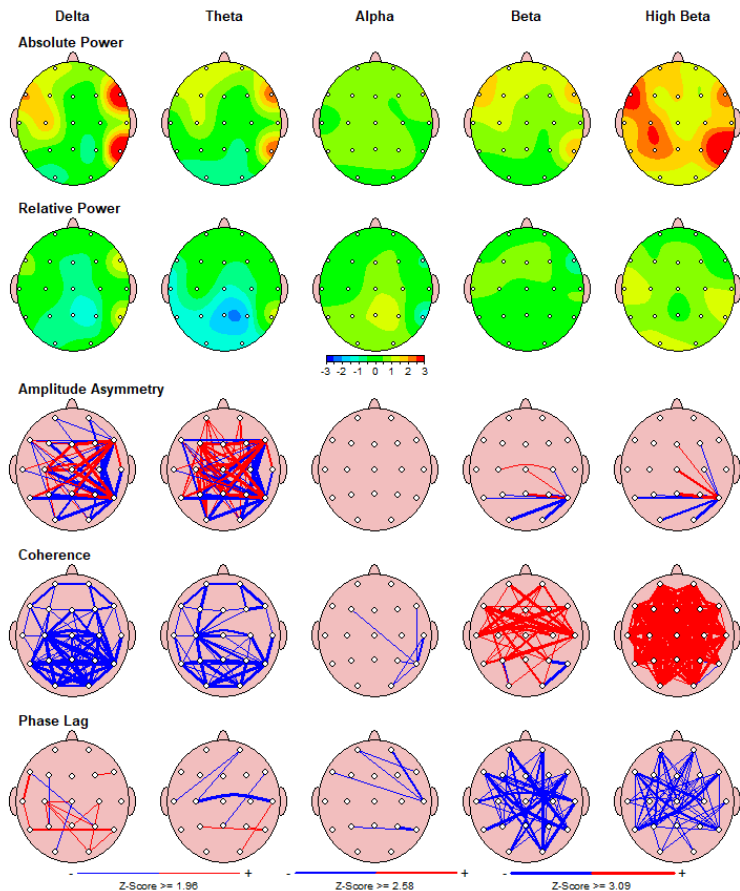 Delta Theta Alpha Beta High Beta
Absolute Power
Relative Power
-3 -2 -1 0 1 2 3
Amplitude Asymmetry
Coherence
Phase Lag
- + - + - +
Z-Score >= 1.96 Z-Score >= 2.58 Z-Score >= 3.09